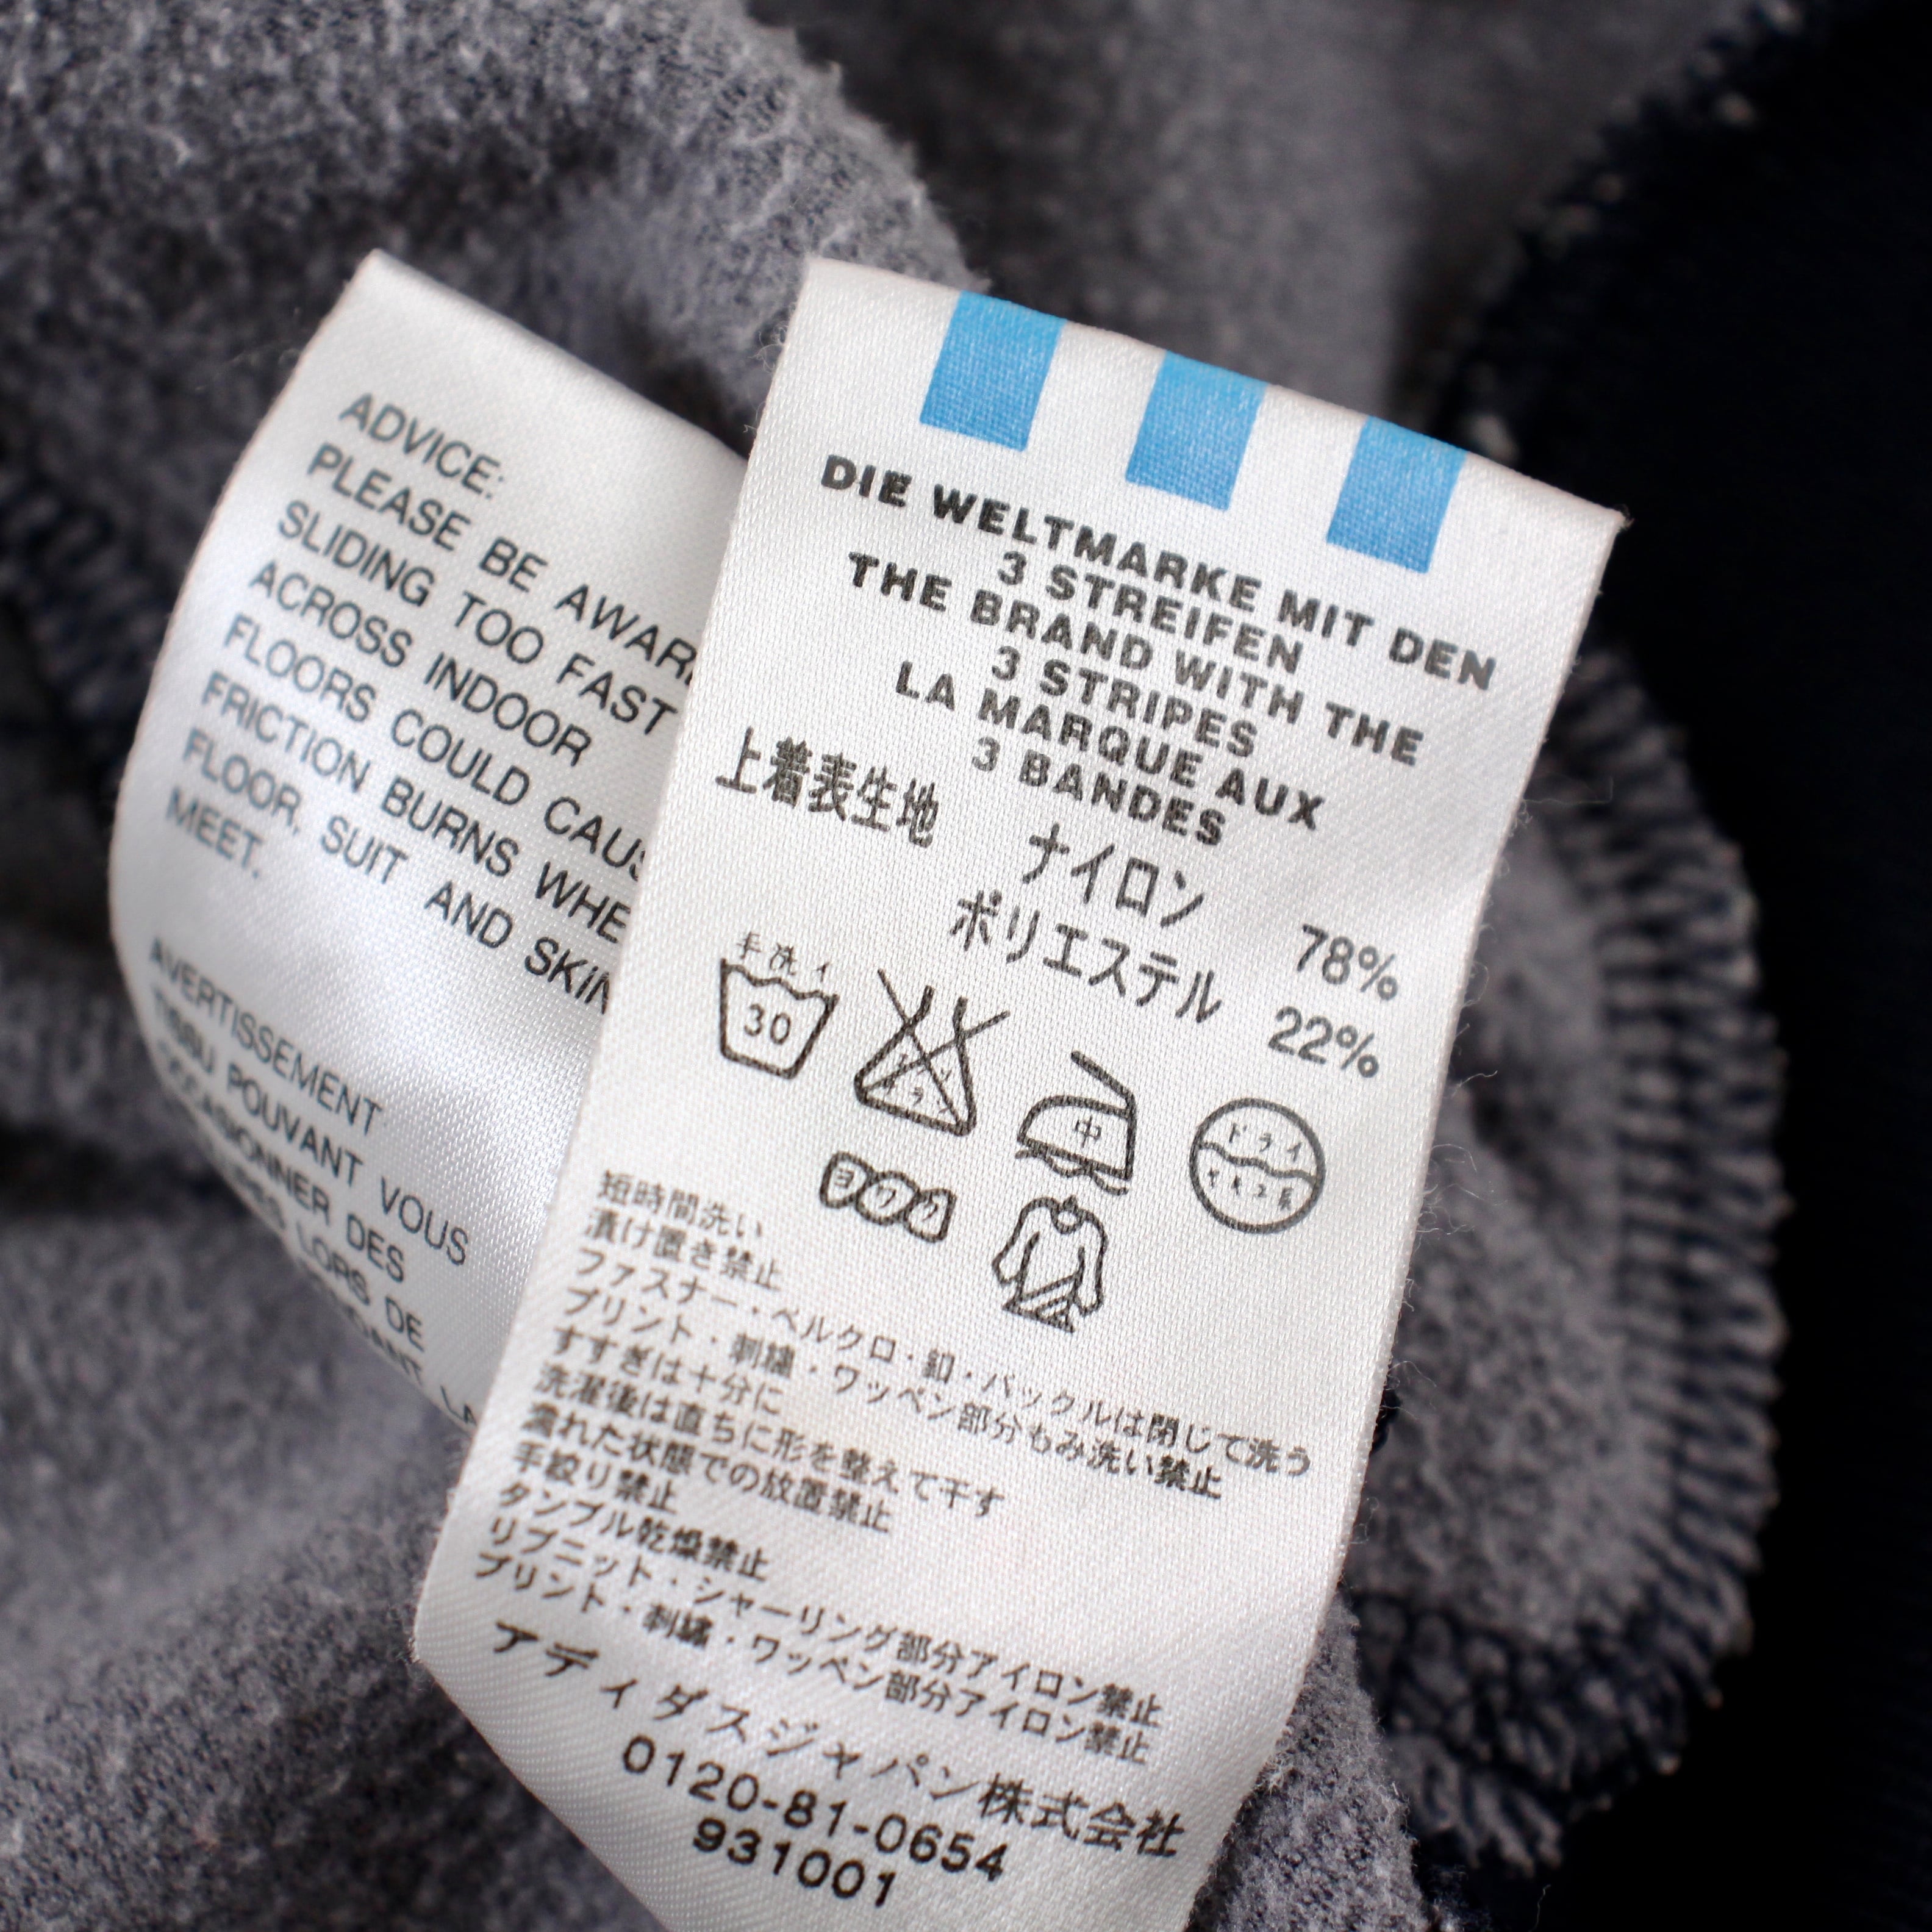 ADVICE:
PLEASE BE AWARE
SLIDING TOO FAST
ACROSS INDOOR
FLOORS COULD CAUS
FRICTION BURNS WHE
FLOOR, SUIT AND SKIN
MEET.
AVERTISSEMENT
TISSU POUVANT VOUS
OCCASIONNER DES
LORS DE
DIE WELTMARKE MIT DEN
3 STREIFEN
THE BRAND WITH THE
3 STRIPES
LA MARQUE AUX
3 BANDES
上着表生地 ナイロン 78%
ポリエステル 22%
手洗イ
30
中
ドライ
ヨワク
短時間洗い
漬け置き禁止
ファスナー・ベルクロ・釦・バックルは閉じて洗う
プリント・刺繍・ワッペン部分もみ洗い禁止
すすぎは十分に
洗濯後は直ちに形を整えて干す
濡れた状態での放置禁止
手絞り禁止
タンブル乾燥禁止
リブニット・シャーリング部分アイロン禁止
プリント・刺繍・ワッペン部分アイロン禁止
アディダスジャパン株式会社
0120-81-0654
931001